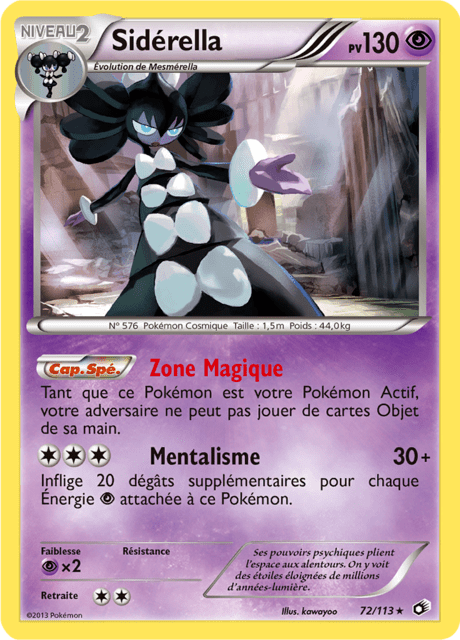 NIVEAU2
Sidérella
PV130
Évolution de Mesmérella
N° 576 Pokémon Cosmique Taille : 1,5m Poids : 44,0kg
Cap.Spé. Zone Magique
Tant que ce Pokémon est votre Pokémon Actif,
votre adversaire ne peut pas jouer de cartes Objet
de sa main.
Mentalisme 30+
Inflige 20 dégâts supplémentaires pour chaque
Énergie attachée à ce Pokémon.
Faiblesse Résistance
×2
Retraite
Ses pouvoirs psychiques plient
l'espace aux alentours. On y voit
des étoiles éloignées de millions
d'années-lumière.
©2013 Pokémon
Illus. kawayoo 72/113★